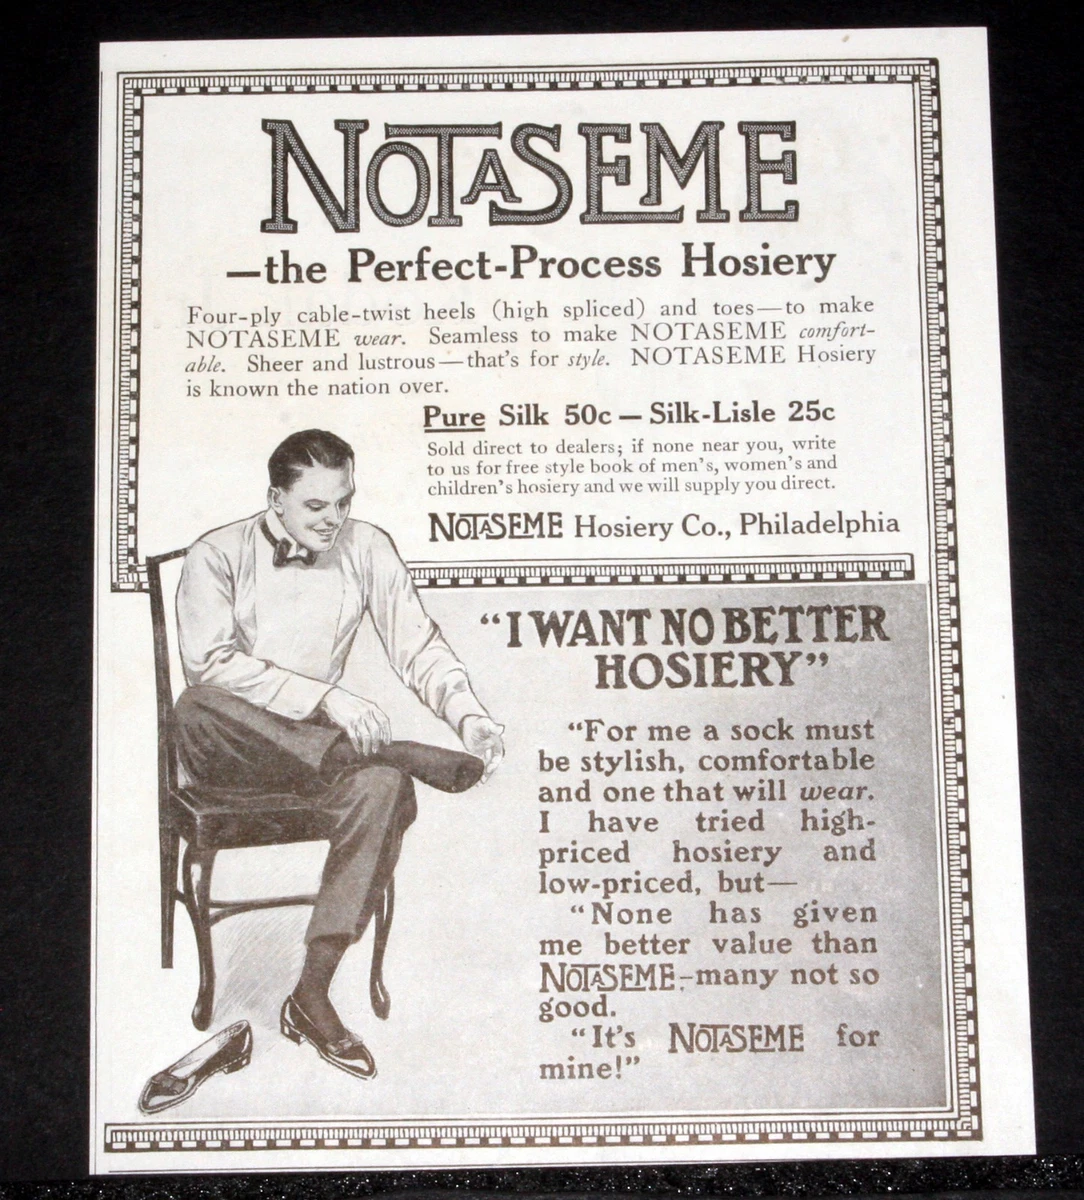 NOTASEME
—the Perfect-Process Hosiery
Four-ply cable-twist heels (high spliced) and toes—to make
NOTASEME wear. Seamless to make NOTASEME comfort-
able. Sheer and lustrous—that's for style. NOTASEME Hosiery
is known the nation over.
Pure Silk 50c — Silk-Lisle 25c
Sold direct to dealers; if none near you, write
to us for free style book of men's, women's and
children's hosiery and we will supply you direct.
NOTASEME Hosiery Co., Philadelphia
"I WANT NO BETTER
HOSIERY"
"For me a sock must
be stylish, comfortable
and one that will wear.
I have tried high-
priced hosiery and
low-priced, but—
"None has given
me better value than
NOTASEME-many not so
good.
"It's NOTASEME for
mine!"